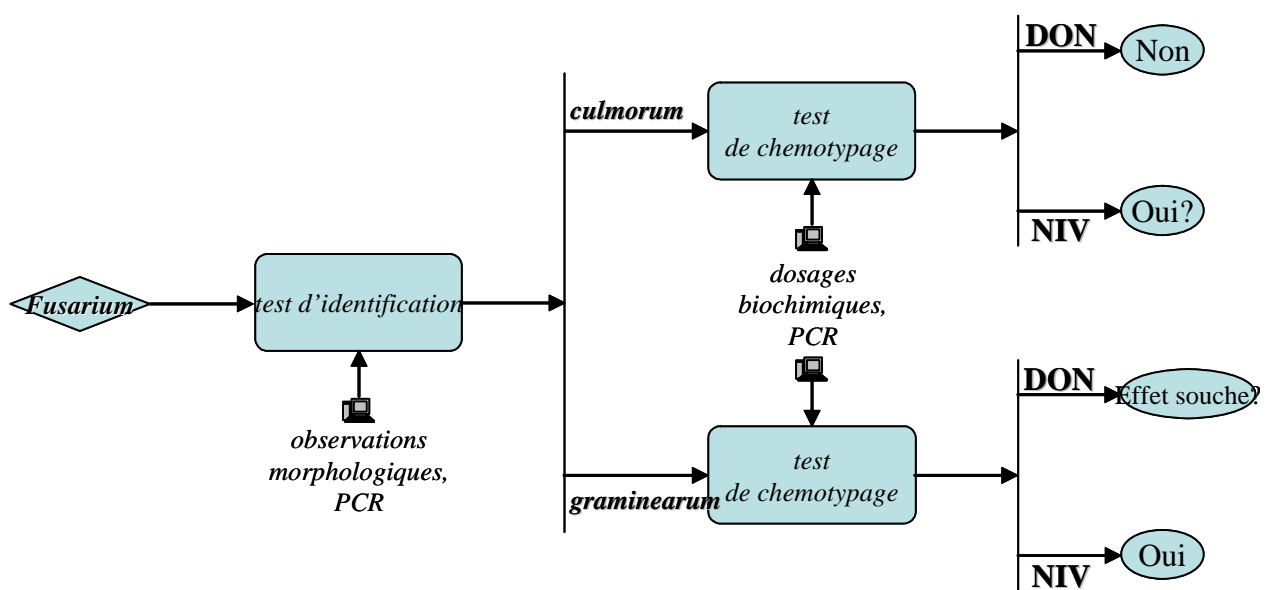 Fusarium
test d'identification
observations
morphologiques,
PCR
culmorum
test
de chemotypage
dosages
biochimiques,
PCR
graminearum
test
de chemotypage
DON
Non
NIV
Oui?
DON
Effet souche?
NIV
Oui